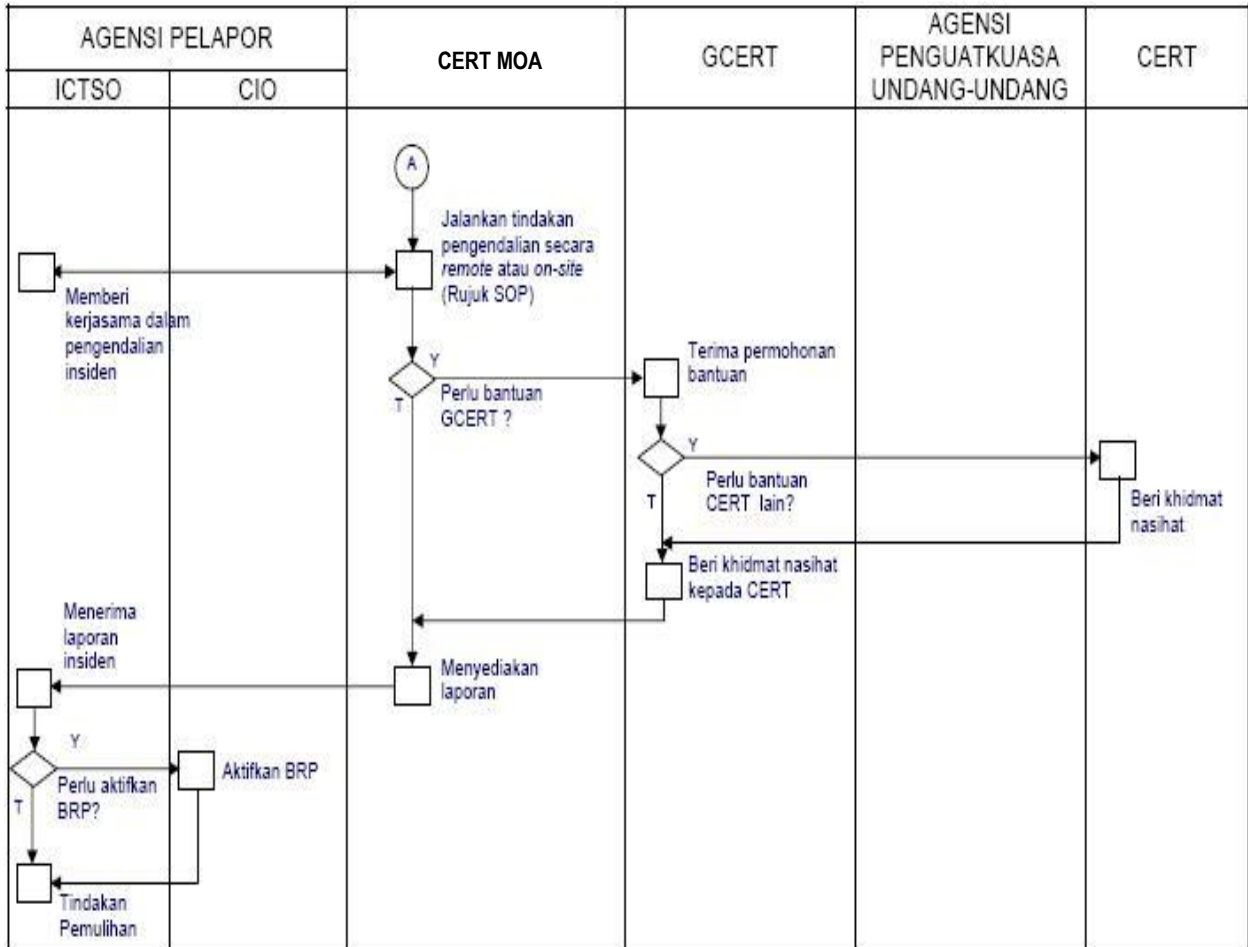 AGENSI PELAPOR
ICTSO
CIO
CERT MOA
GCERT
AGENSI
PENGUATKUASA
UNDANG-UNDANG
CERT
A
Jalankan tindakan
pengendalian secara
remote atau on-site
(Rujuk SOP)
Memberi
kerjasama dalam
pengendalian
insiden
Y
Perlu bantuan
GCERT ?
T
Terima permohonan
bantuan
Y
Perlu bantuan
CERT lain?
T
Beri khidmat
nasihat
Beri khidmat nasihat
kepada CERT
Menerima
laporan
insiden
Menyediakan
laporan
Y
Perlu aktifkan
BRP?
T
Aktifkan BRP
Tindakan
Pemulihan